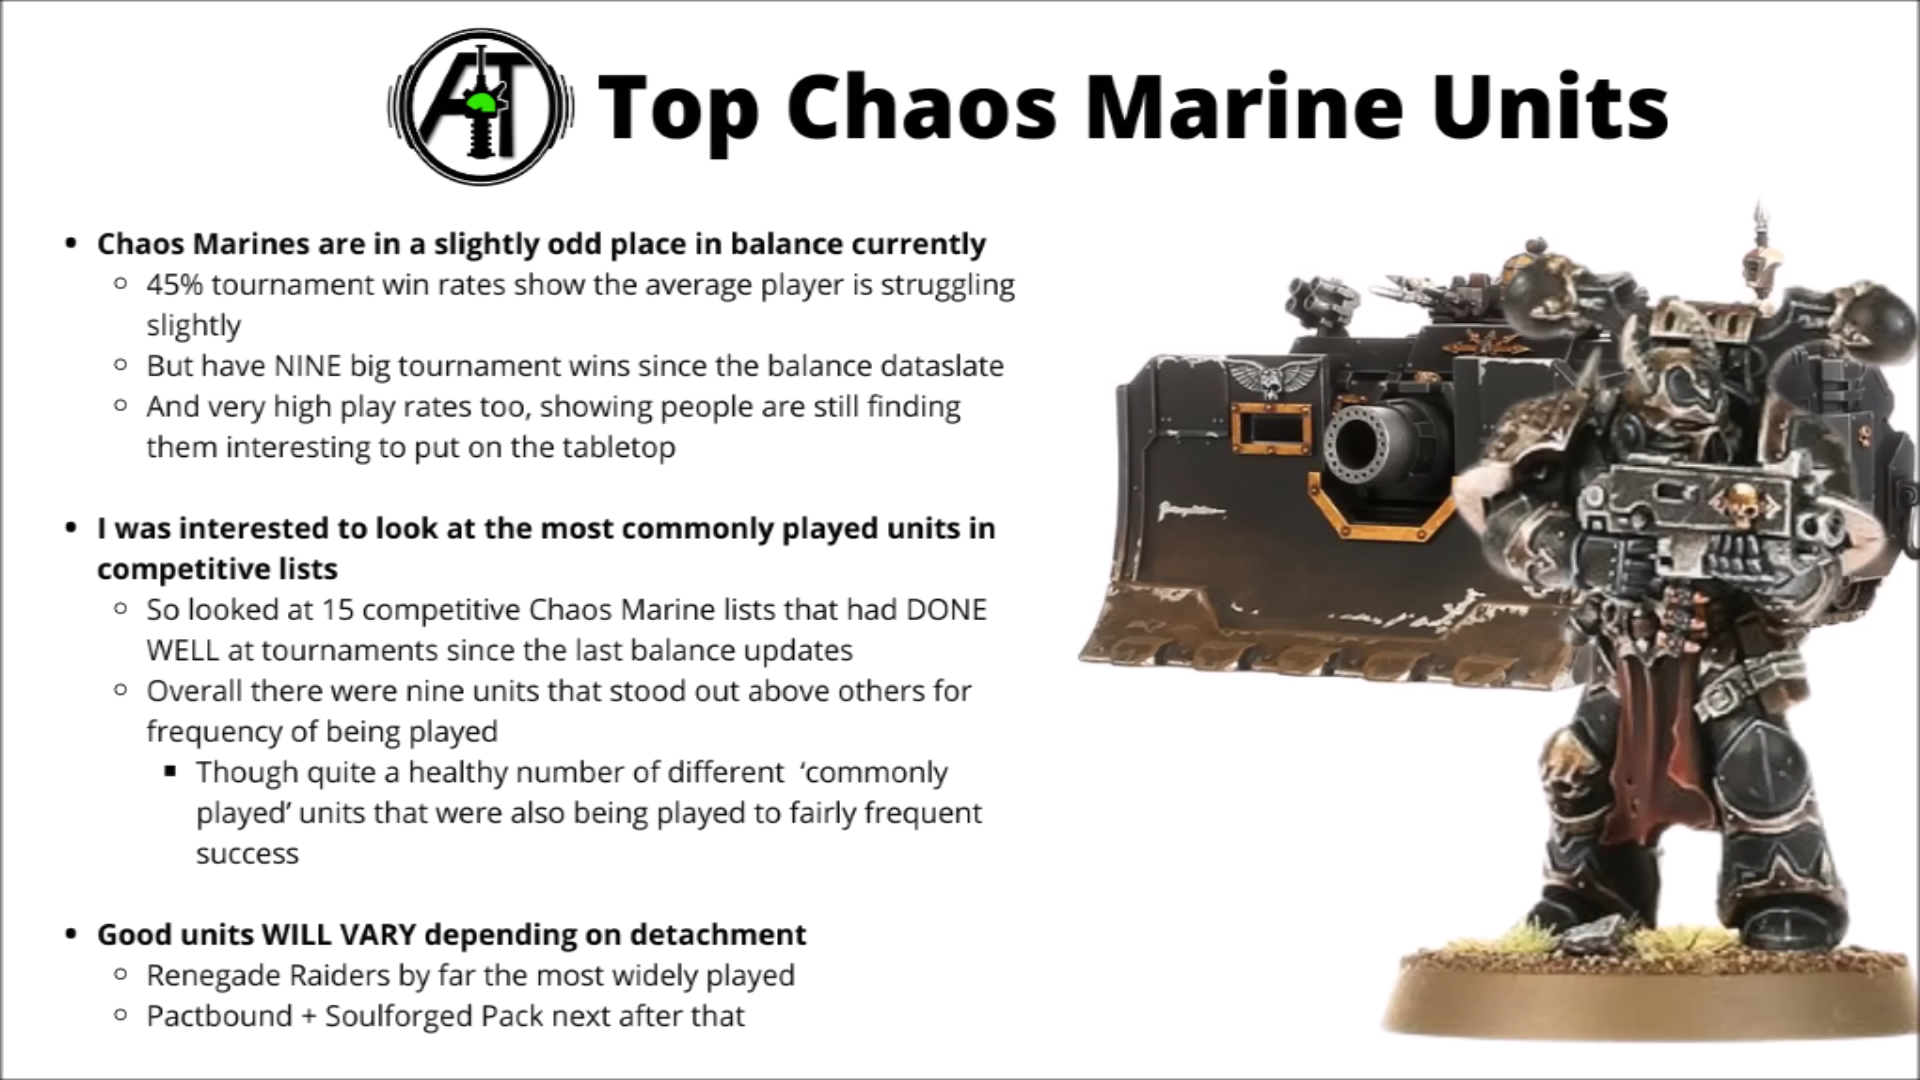 AT
Top Chaos Marine Units
• Chaos Marines are in a slightly odd place in balance currently
○ 45% tournament win rates show the average player is struggling
slightly
○ But have NINE big tournament wins since the balance dataslate
○ And very high play rates too, showing people are still finding
them interesting to put on the tabletop
• I was interested to look at the most commonly played units in
competitive lists
○ So looked at 15 competitive Chaos Marine lists that had DONE
WELL at tournaments since the last balance updates
○ Overall there were nine units that stood out above others for
frequency of being played
▪ Though quite a healthy number of different ‘commonly
played’ units that were also being played to fairly frequent
success
• Good units WILL VARY depending on detachment
○ Renegade Raiders by far the most widely played
○ Pactbound + Soulforged Pack next after that